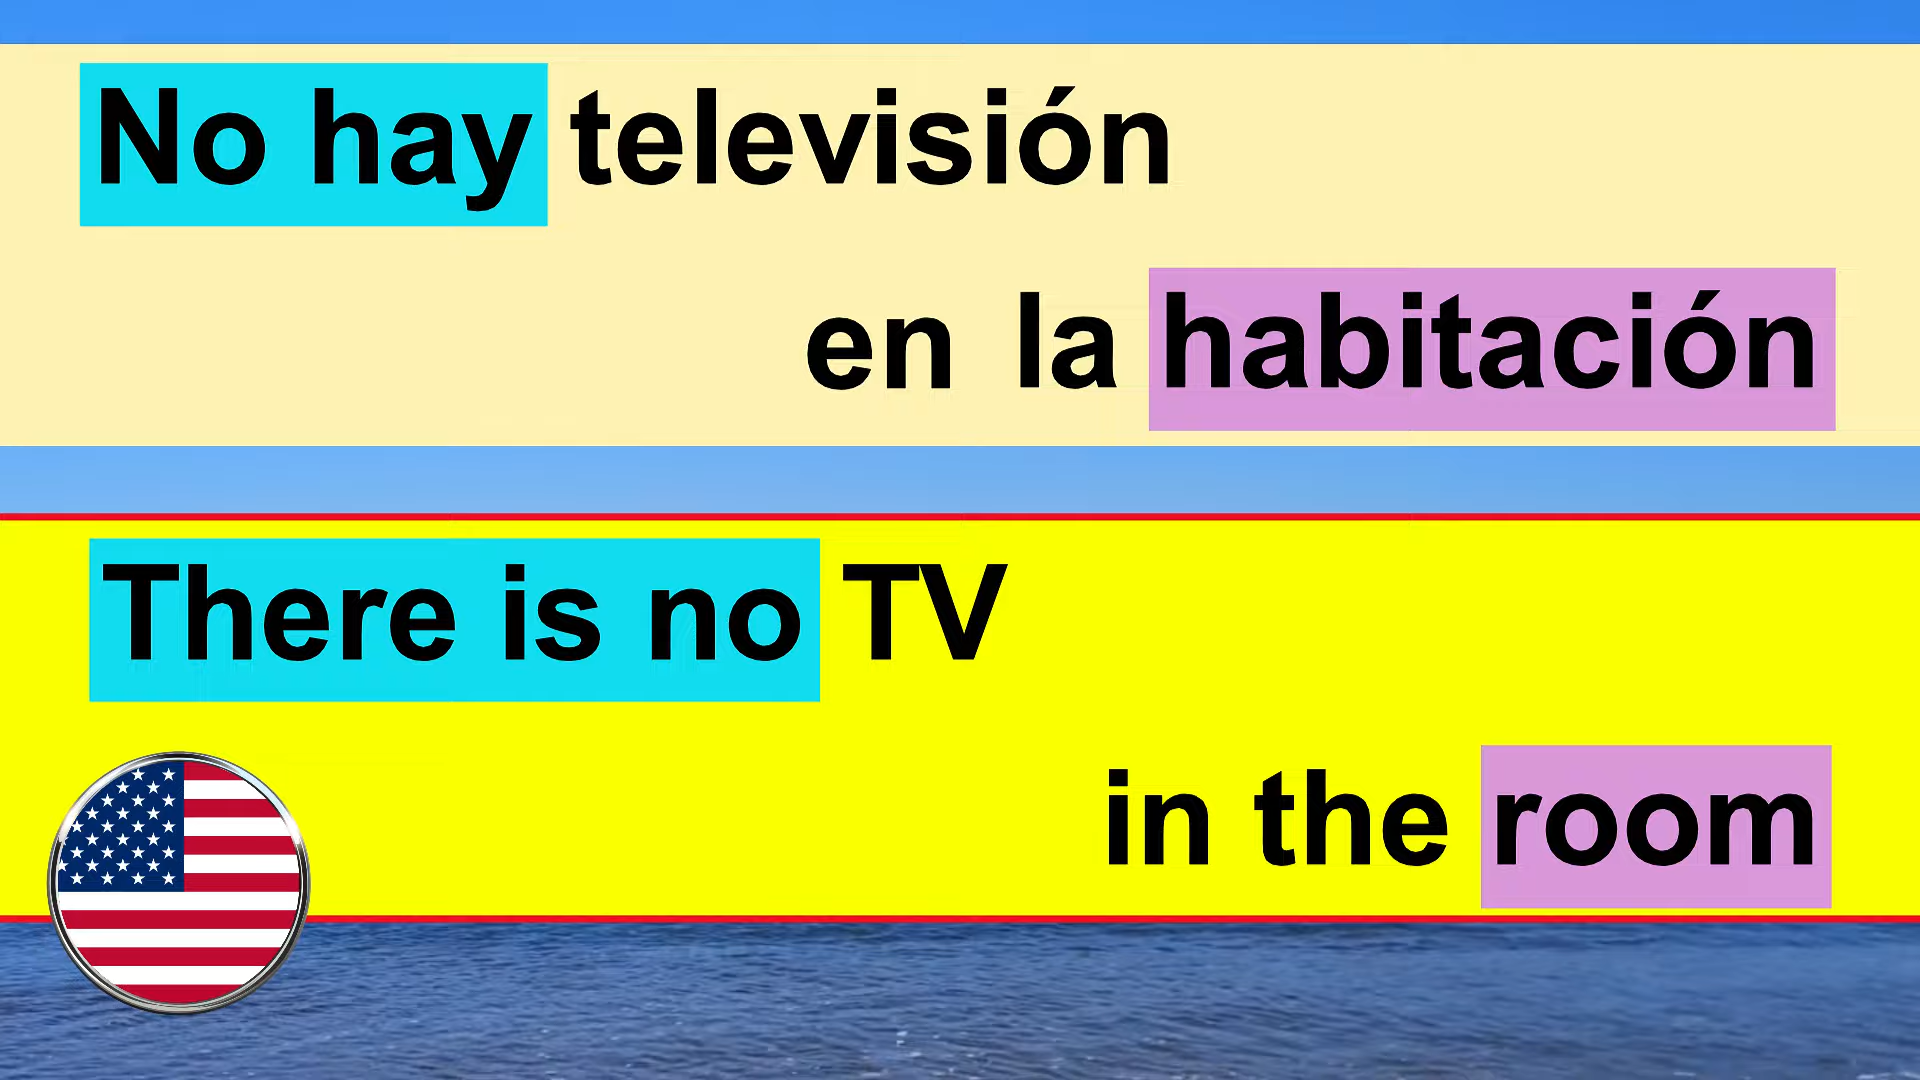 No hay televisión
en la habitación
There is no TV
in the room